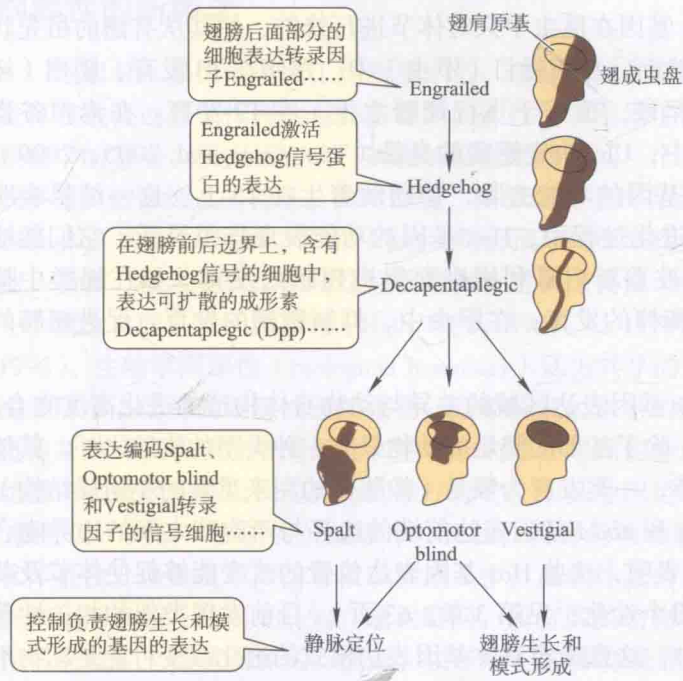 翅膀后面部分的
细胞表达转录因
子Engrailed……
翅肩原基
翅成虫盘
Engrailed
Engrailed激活
Hedgehog信号蛋
白的表达
Hedgehog
在翅膀前后边界上，含有
Hedgehog信号的细胞中，
表达可扩散的成形素
Decapentaplegic (Dpp)……
Decapentaplegic
表达编码Spalt、
Optomotor blind
和Vestigial转录
因子的信号细胞
Spalt
Optomotor
blind
Vestigial
控制负责翅膀生长和模
式形成的基因的表达
静脉定位
翅膀生长和
模式形成